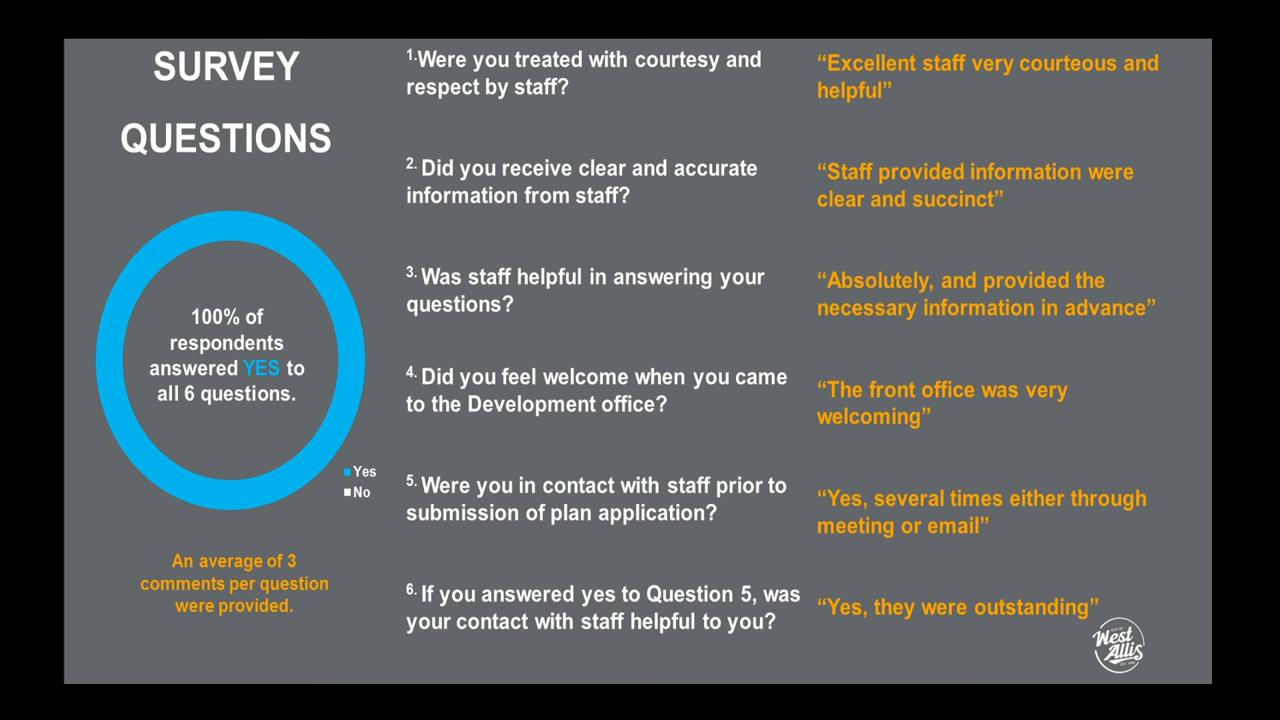 SURVEY
QUESTIONS
100% of
respondents
answered YES to
all 6 questions.
Yes
No
An average of 3
comments per question
were provided.
1.Were you treated with courtesy and
respect by staff?
“Excellent staff very courteous and
helpful”
2. Did you receive clear and accurate
information from staff?
“Staff provided information were
clear and succinct”
3. Was staff helpful in answering your
questions?
“Absolutely, and provided the
necessary information in advance”
4. Did you feel welcome when you came
to the Development office?
“The front office was very
welcoming”
5. Were you in contact with staff prior to
submission of plan application?
“Yes, several times either through
meeting or email”
6. If you answered yes to Question 5, was
your contact with staff helpful to you?
“Yes, they were outstanding”
West
Allis